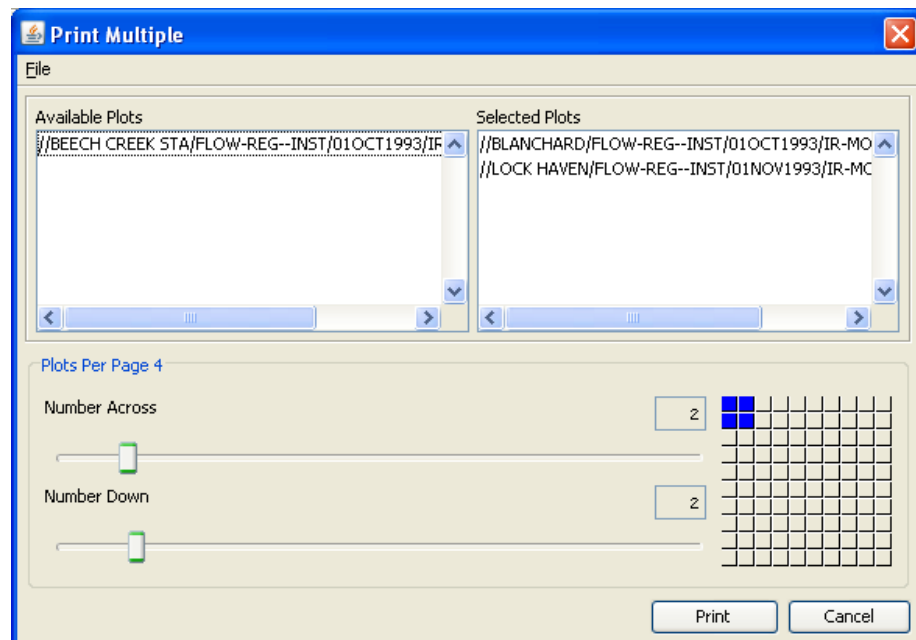 Print Multiple
File
Available Plots
//BEECH CREEK STA/FLOW-REG--INST/01OCT1993/IR
Selected Plots
//BLANCHARD/FLOW-REG--INST/01OCT1993/IR-MO
//LOCK HAVEN/FLOW-REG--INST/01NOV1993/IR-MC
Plots Per Page 4
Number Across
2
Number Down
2
Print
Cancel